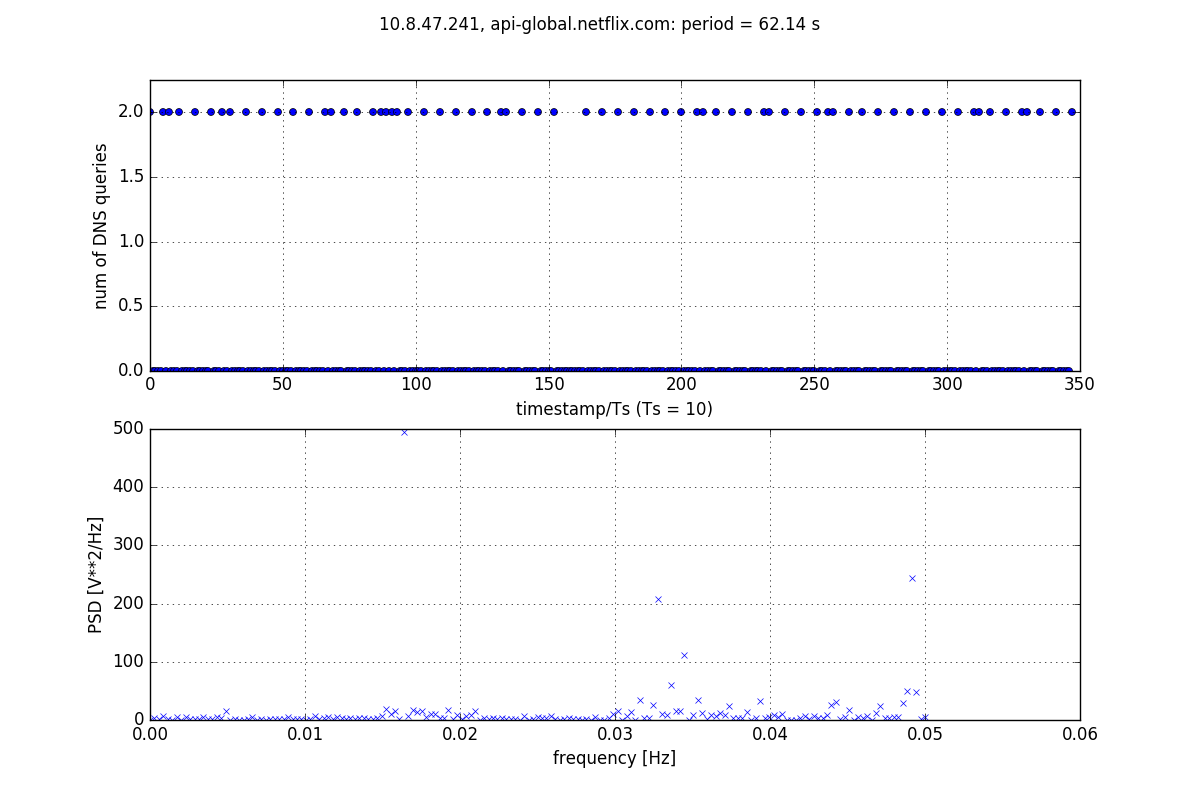 10.8.47.241, api-global.netflix.com: period = 62.14 s
2.0
1.5
1.0
0.5
0.0
num of DNS queries
0 50 100 150 200 250 300 350
timestamp/Ts (Ts = 10)
500
400
300
200
100
0
PSD [V**2/Hz]
0.00 0.01 0.02 0.03 0.04 0.05 0.06
frequency [Hz]